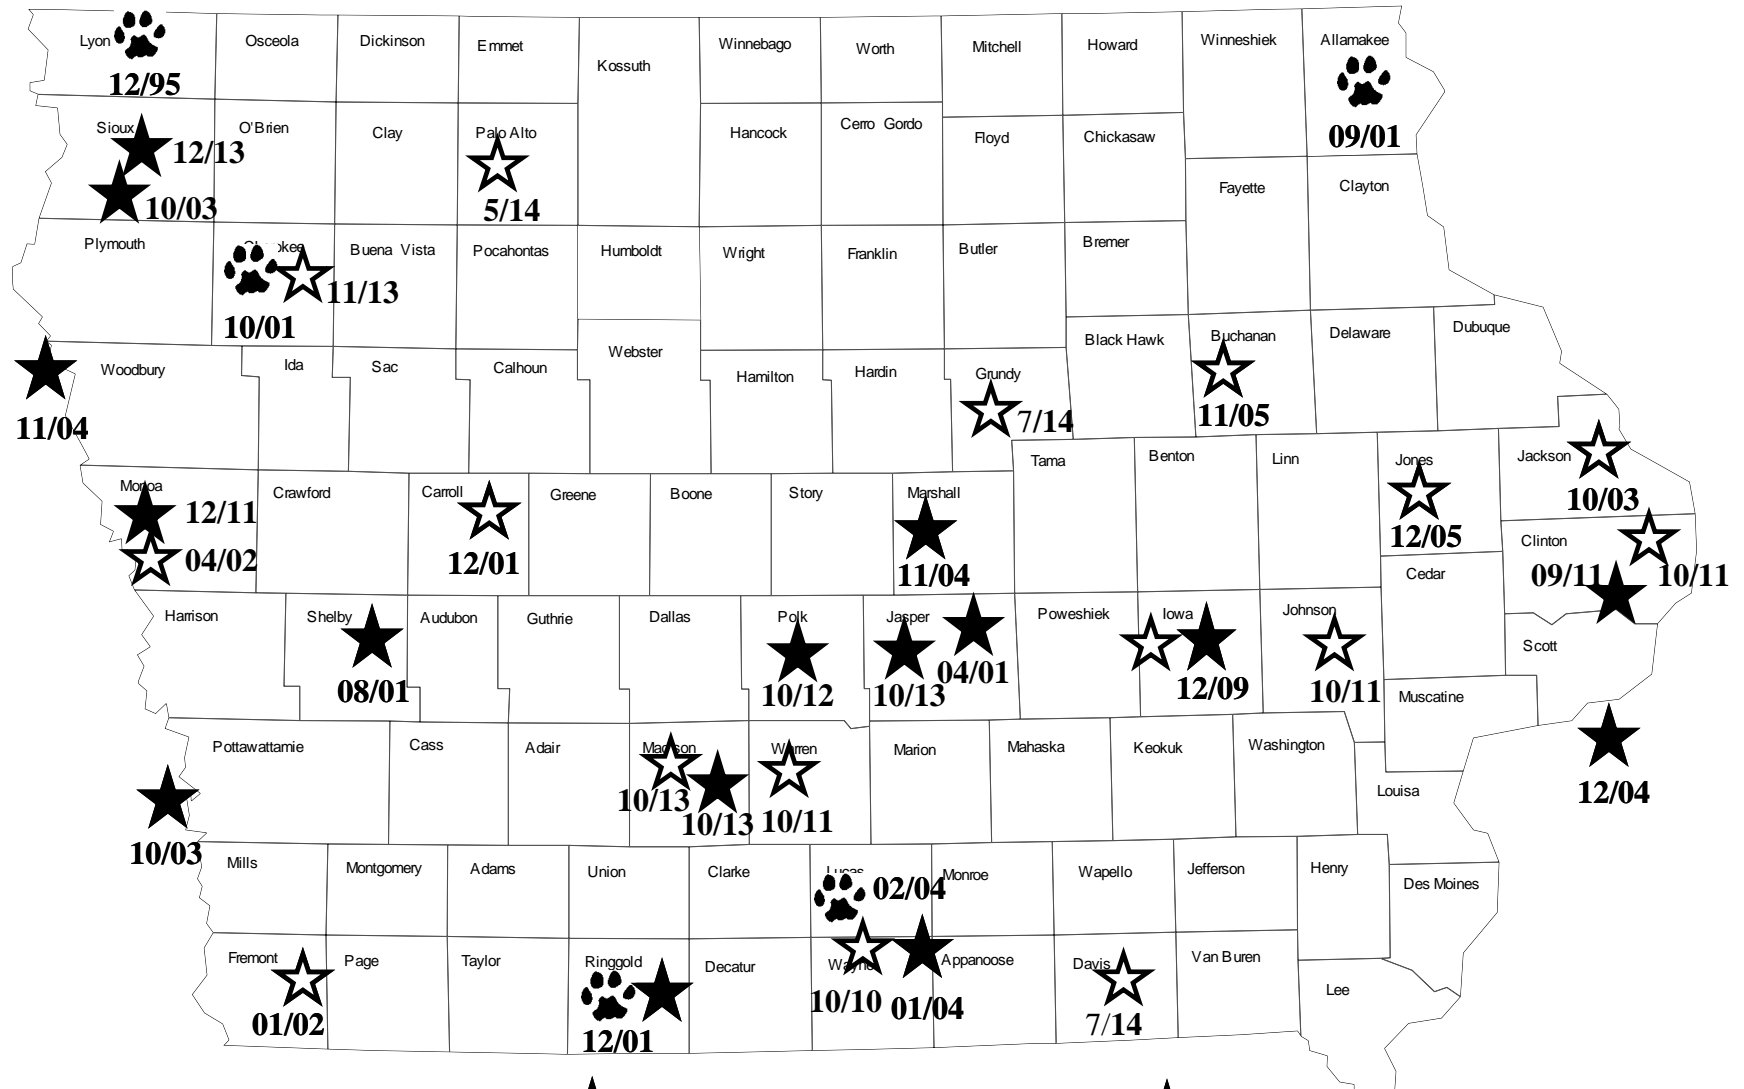 Lyon
Osceola
Dickinson
Emmet
Kossuth
Winnebago
Worth
Mitchell
Howard
Winneshiek
Allamakee
12/95
09/01
Sioux
12/13
10/03
O'Brien
Clay
Palo Alto
5/14
Hancock
Cerro Gordo
Floyd
Chickasaw
Fayette
Clayton
Plymouth
Cherokee
11/13
10/01
Buena Vista
Pocahontas
Humboldt
Wright
Franklin
Butler
Bremer
Woodbury
11/04
Ida
Sac
Calhoun
Webster
Hamilton
Hardin
Grundy
7/14
Black Hawk
Buchanan
11/05
Delaware
Dubuque
Monona
12/11
04/02
Crawford
Carroll
12/01
Greene
Boone
Story
Marshall
11/04
Tama
Benton
Linn
Jones
12/05
Jackson
10/03
Clinton
09/11
10/11
Cedar
Harrison
Shelby
08/01
Audubon
Guthrie
Dallas
Polk
10/12
Jasper
10/13
04/01
Poweshiek
Iowa
12/09
Johnson
10/11
Scott
Muscatine
12/04
Pottawattamie
10/03
Cass
Adair
Madison
10/13
10/13
Warren
10/11
Marion
Mahaska
Keokuk
Washington
Louisa
Mills
Montgomery
Adams
Union
Clarke
Lucas
02/04
Monroe
Wapello
Jefferson
Henry
Des Moines
Fremont
01/02
Page
Taylor
Ringgold
12/01
Decatur
Wayne
10/10
01/04
Appanoose
Davis
7/14
Van Buren
Lee